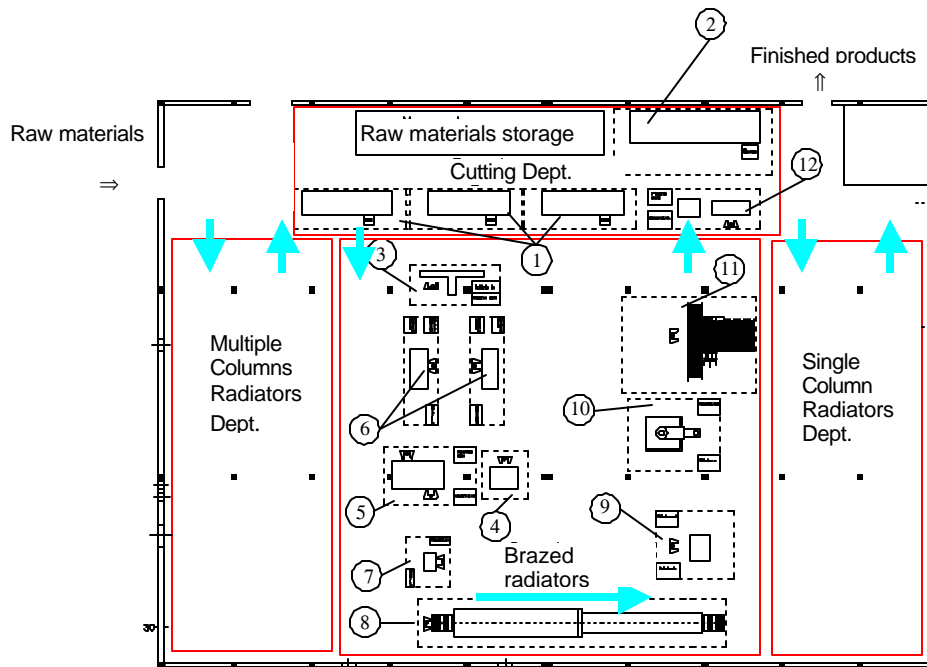 2
Finished products
⇑
Raw materials
Raw materials storage
Cutting Dept.
12
⇒
3
1
11
Multiple
Columns
Radiators
Dept.
Single
Column
Radiators
Dept.
10
6
5
4
9
7
Brazed
radiators
8
30